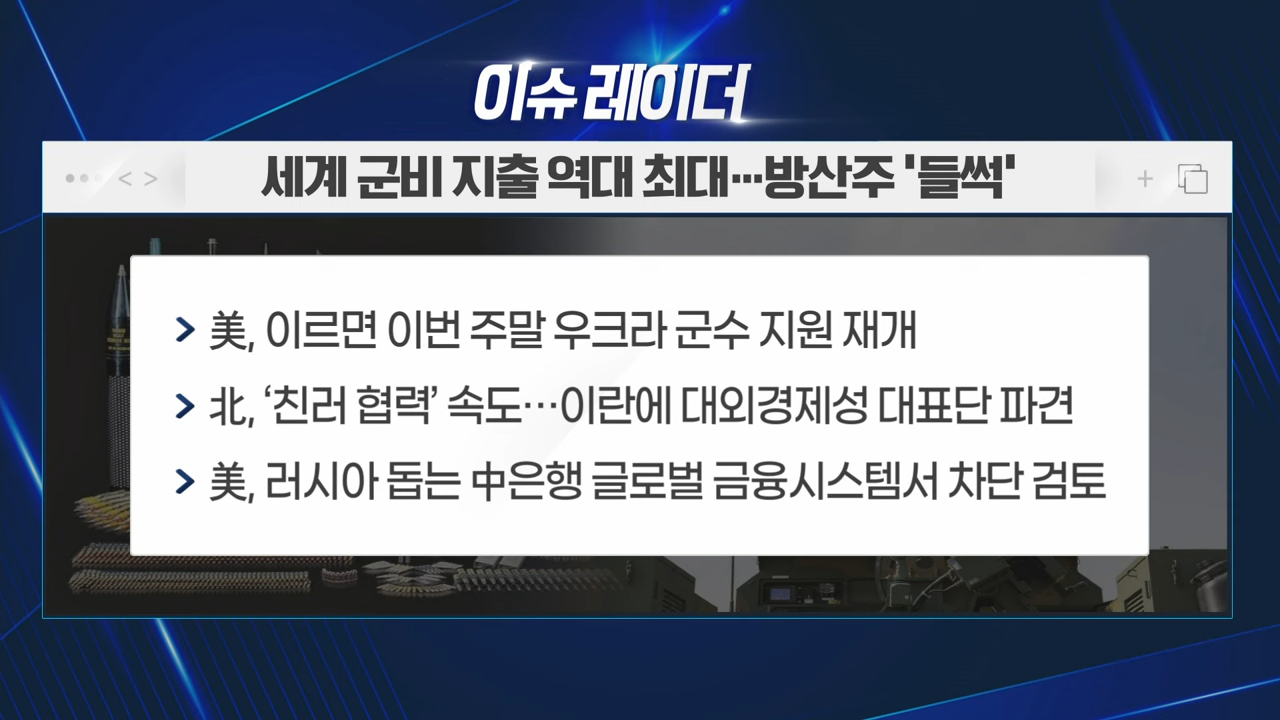 이슈 레이더
세계 군비 지출 역대 최대…방산주 '들썩'
美, 이르면 이번 주말 우크라 군수 지원 재개
北, ‘친러 협력’ 속도…이란에 대외경제성 대표단 파견
美, 러시아 돕는 中은행 글로벌 금융시스템서 차단 검토